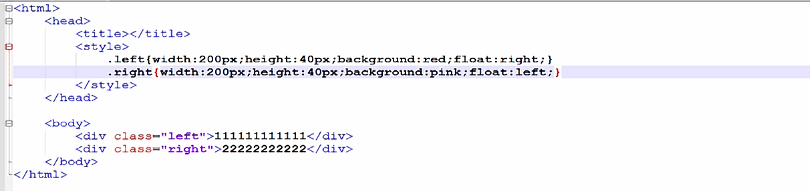 <html>
<head>
<title></title>
<style>
.left{width:200px;height:40px;background:red;float:right;}
.right{width:200px;height:40px;background:pink;float:left;}
</style>
</head>
<body>
<div class="left">111111111111</div>
<div class="right">22222222222</div>
</body>
</html>